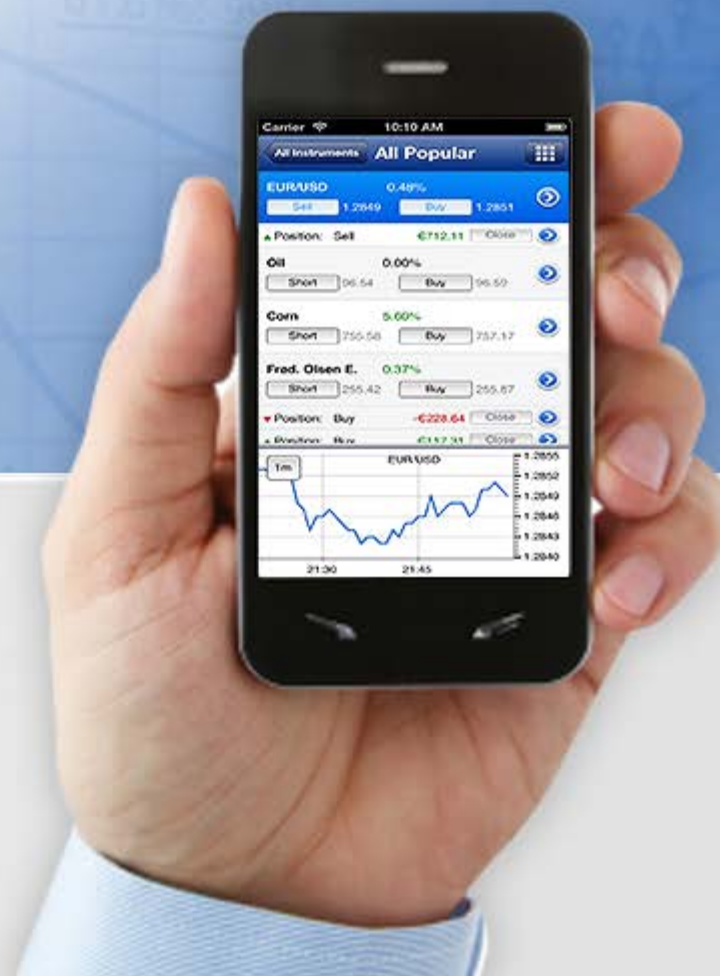 Carrier 10:10 AM
All Instruments All Popular
EUR/USD 0.48%
Sell 1.2849 Buy 1.2851
Position: Sell €712.11 Close
Oil 0.00%
Short 96.54 Buy 96.59
Corn 5.60%
Short 755.58 Buy 757.17
Fred. Olsen E. 0.37%
Short 255.42 Buy 255.87
Position: Buy -€228.64 Close
Position: Buy €117.31 Close
1m EUR/USD
1.2855
1.2852
1.2849
1.2846
1.2843
1.2840
21:30 21:45